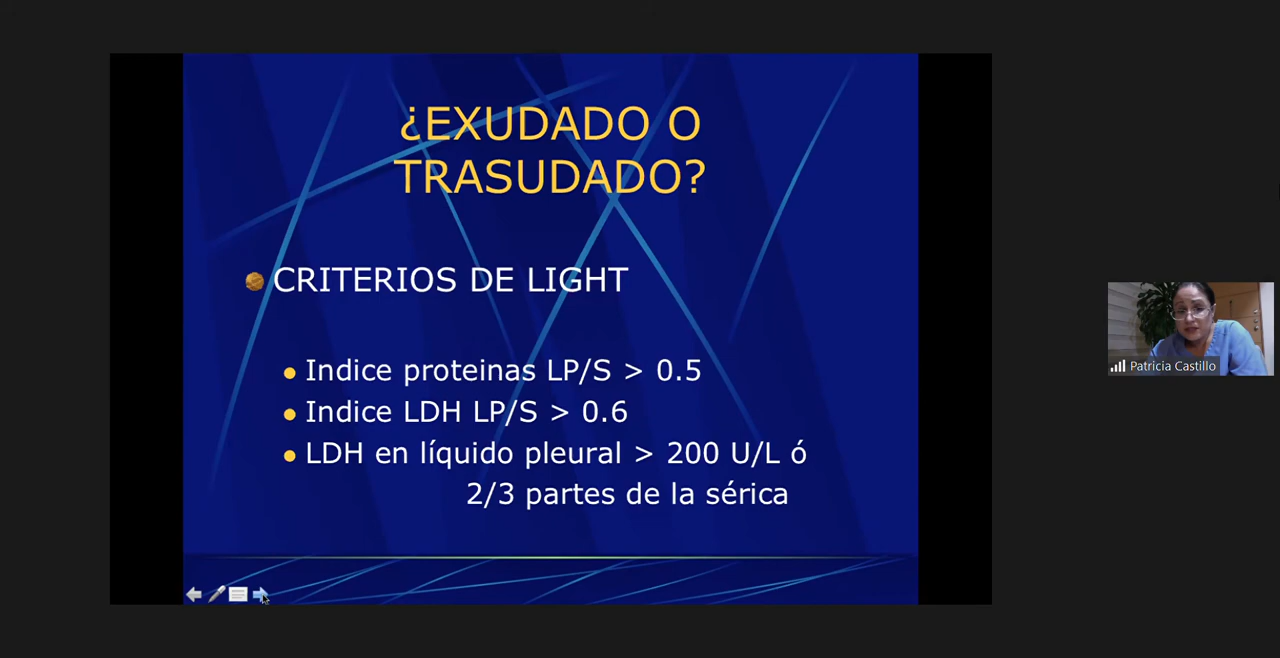 ¿EXUDADO O
TRASUDADO?
CRITERIOS DE LIGHT
Indice proteinas LP/S > 0.5
Indice LDH LP/S > 0.6
LDH en líquido pleural > 200 U/L ó
2/3 partes de la sérica
Patricia Castillo